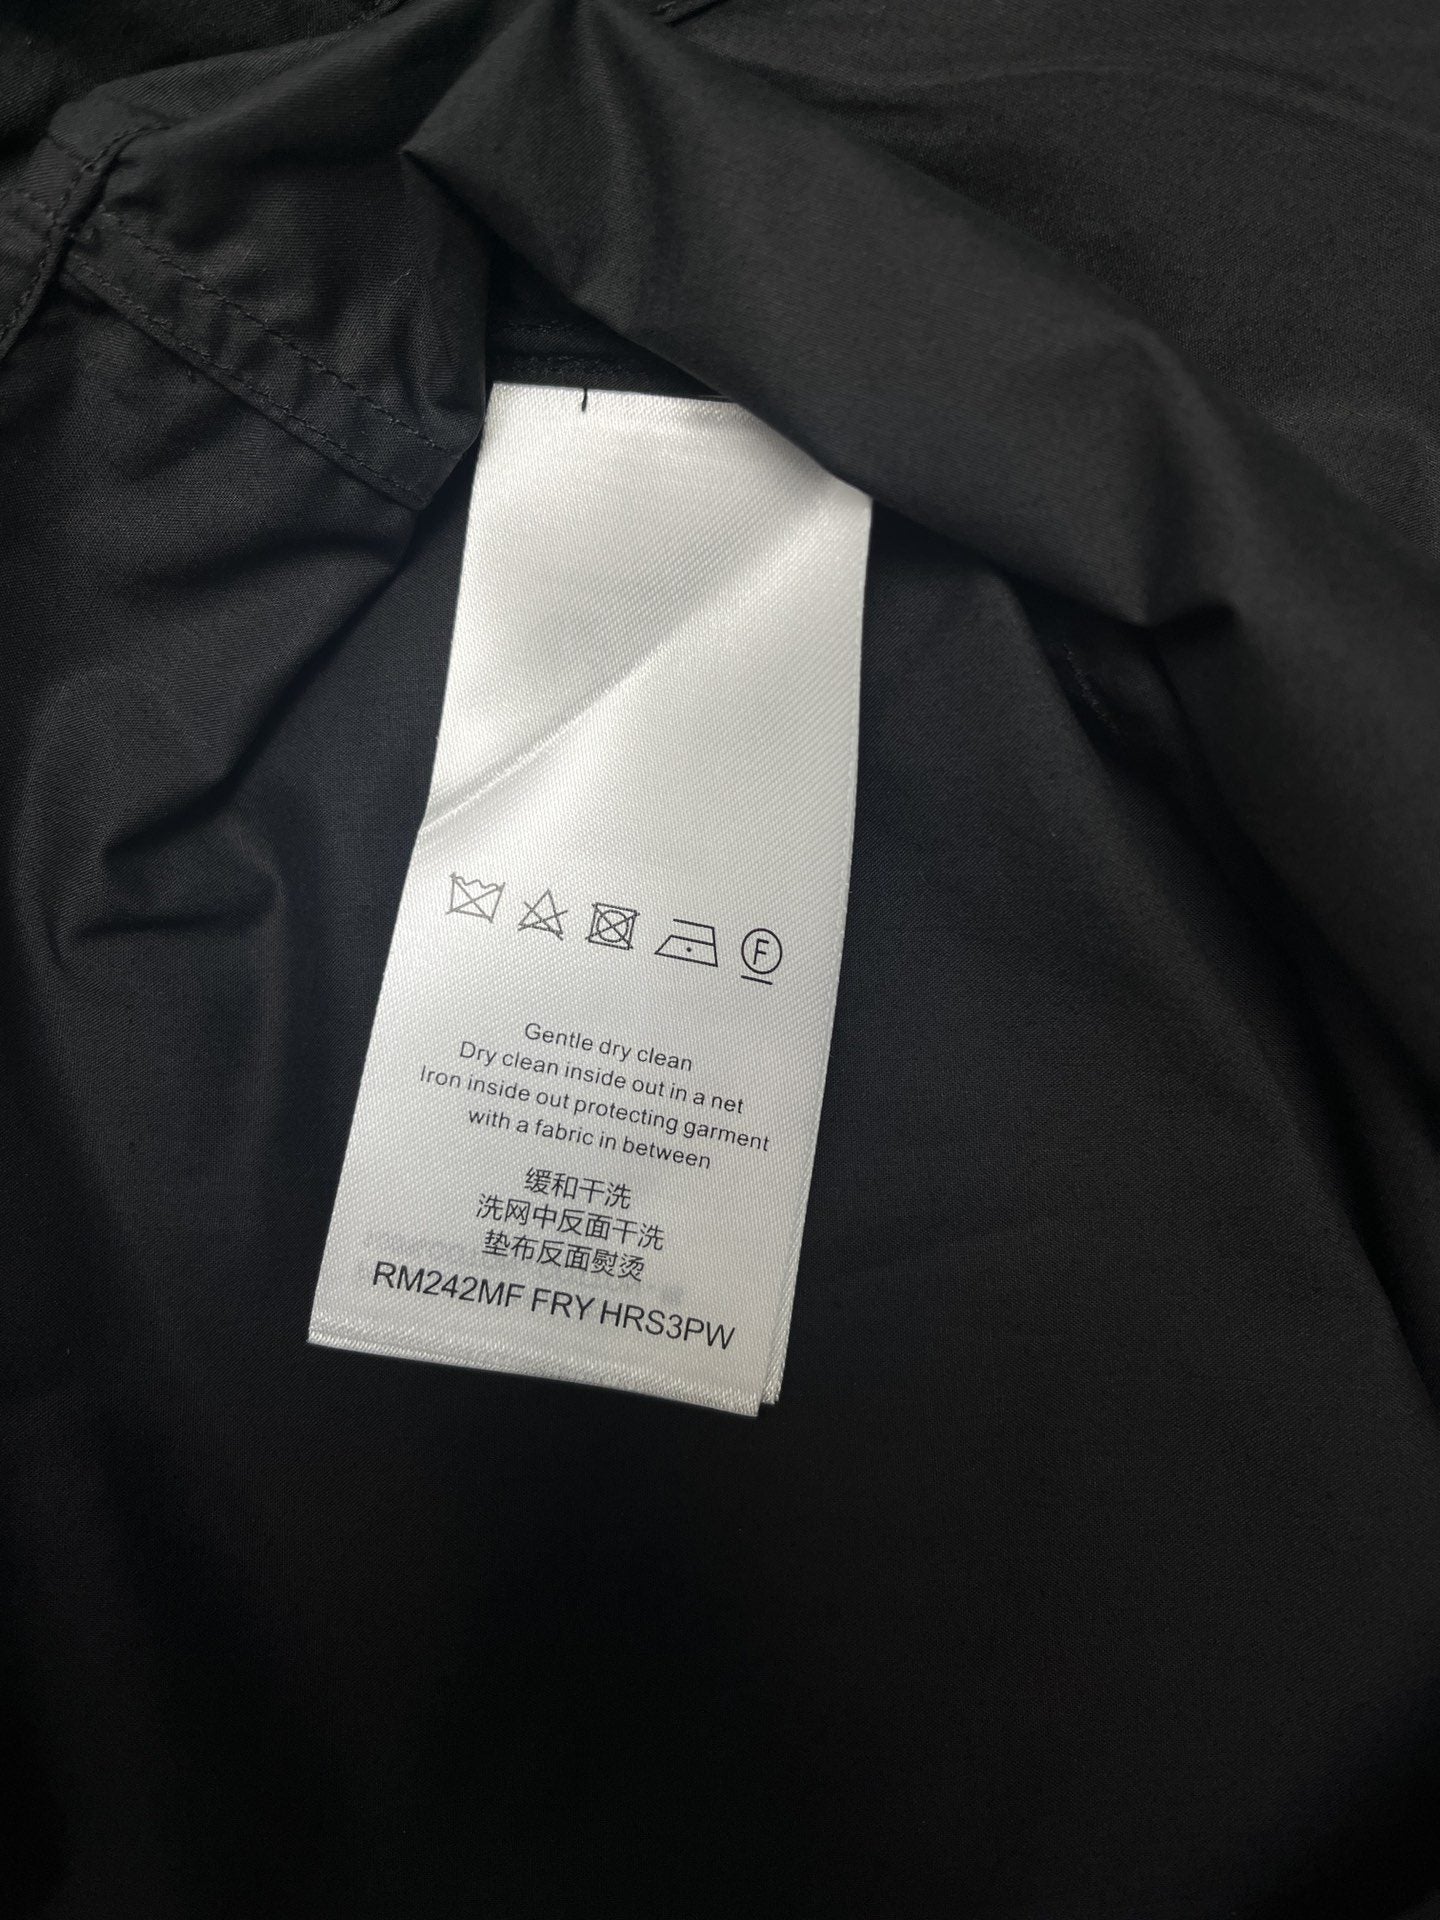 F
Gentle dry clean
Dry clean inside out in a net
Iron inside out protecting garment
with a fabric in between
缓和干洗
洗网中反面干洗
垫布反面熨烫
RM242MF FRY HRS3PW